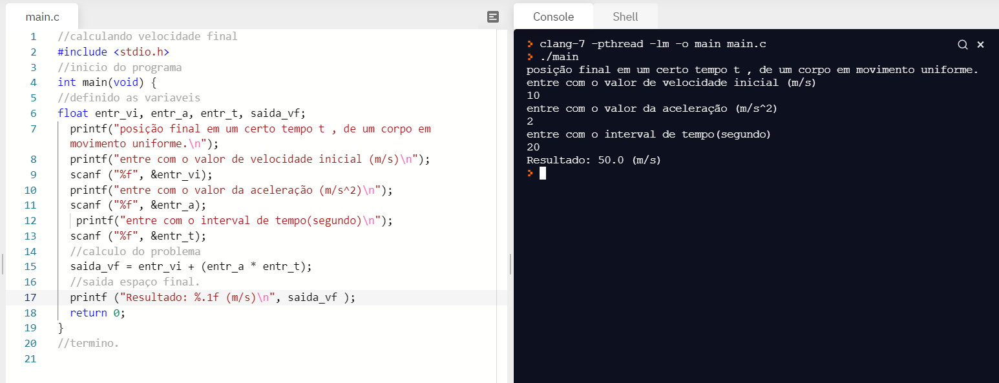 main.c
1 //calculando velocidade final
2 #include <stdio.h>
3 //inicio do programa
4 int main(void) {
5 //definido as variaveis
6 float entr_vi, entr_a, entr_t, saida_vf;
7 printf("posição final em um certo tempo t , de um corpo em
movimento uniforme.\n");
8 printf("entre com o valor de velocidade inicial (m/s)\n");
9 scanf ("%f", &entr_vi);
10 printf("entre com o valor da aceleração (m/s^2)\n");
11 scanf ("%f", &entr_a);
12 printf("entre com o interval de tempo(segundo)\n");
13 scanf ("%f", &entr_t);
14 //calculo do problema
15 saida_vf = entr_vi + (entr_a * entr_t);
16 //saida espaço final.
17 printf ("Resultado: %.1f (m/s)\n", saida_vf );
18 return 0;
19 }
20 //termino.
21
Console Shell
> clang-7 -pthread -lm -o main main.c
> ./main
posição final em um certo tempo t , de um corpo em movimento uniforme.
entre com o valor de velocidade inicial (m/s)
10
entre com o valor da aceleração (m/s^2)
2
entre com o interval de tempo(segundo)
20
Resultado: 50.0 (m/s)
>